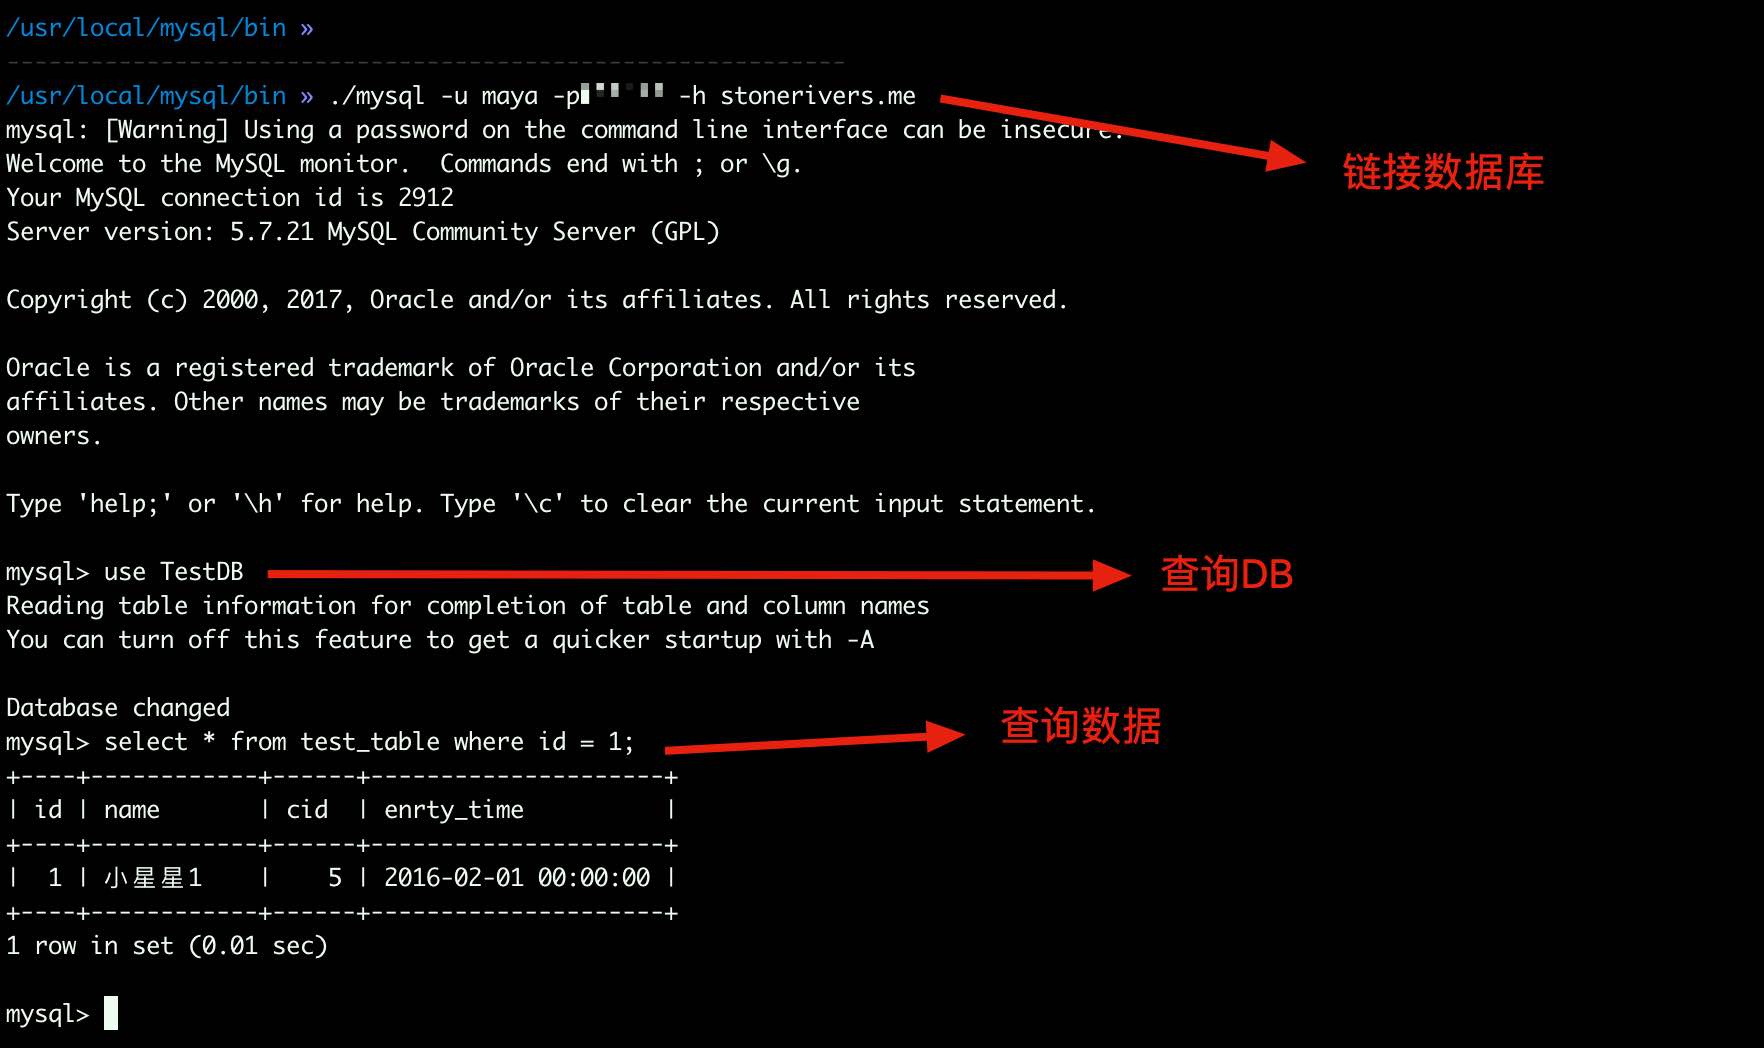 /usr/local/mysql/bin »
------------------------------------------------------------
/usr/local/mysql/bin » ./mysql -u maya -p -h stonerivers.me
mysql: [Warning] Using a password on the command line interface can be insecure.
链接数据库
Welcome to the MySQL monitor.  Commands end with ; or \g.
Your MySQL connection id is 2912
Server version: 5.7.21 MySQL Community Server (GPL)
Copyright (c) 2000, 2017, Oracle and/or its affiliates. All rights reserved.
Oracle is a registered trademark of Oracle Corporation and/or its
affiliates. Other names may be trademarks of their respective
owners.
Type 'help;' or '\h' for help. Type '\c' to clear the current input statement.
mysql> use TestDB
查询DB
Reading table information for completion of table and column names
You can turn off this feature to get a quicker startup with -A
Database changed
mysql> select * from test_table where id = 1;
查询数据
+----+------------+------+---------------------+
| id | name       | cid  | enrty_time          |
+----+------------+------+---------------------+
|  1 | 小星星1    |    5 | 2016-02-01 00:00:00 |
+----+------------+------+---------------------+
1 row in set (0.01 sec)
mysql>